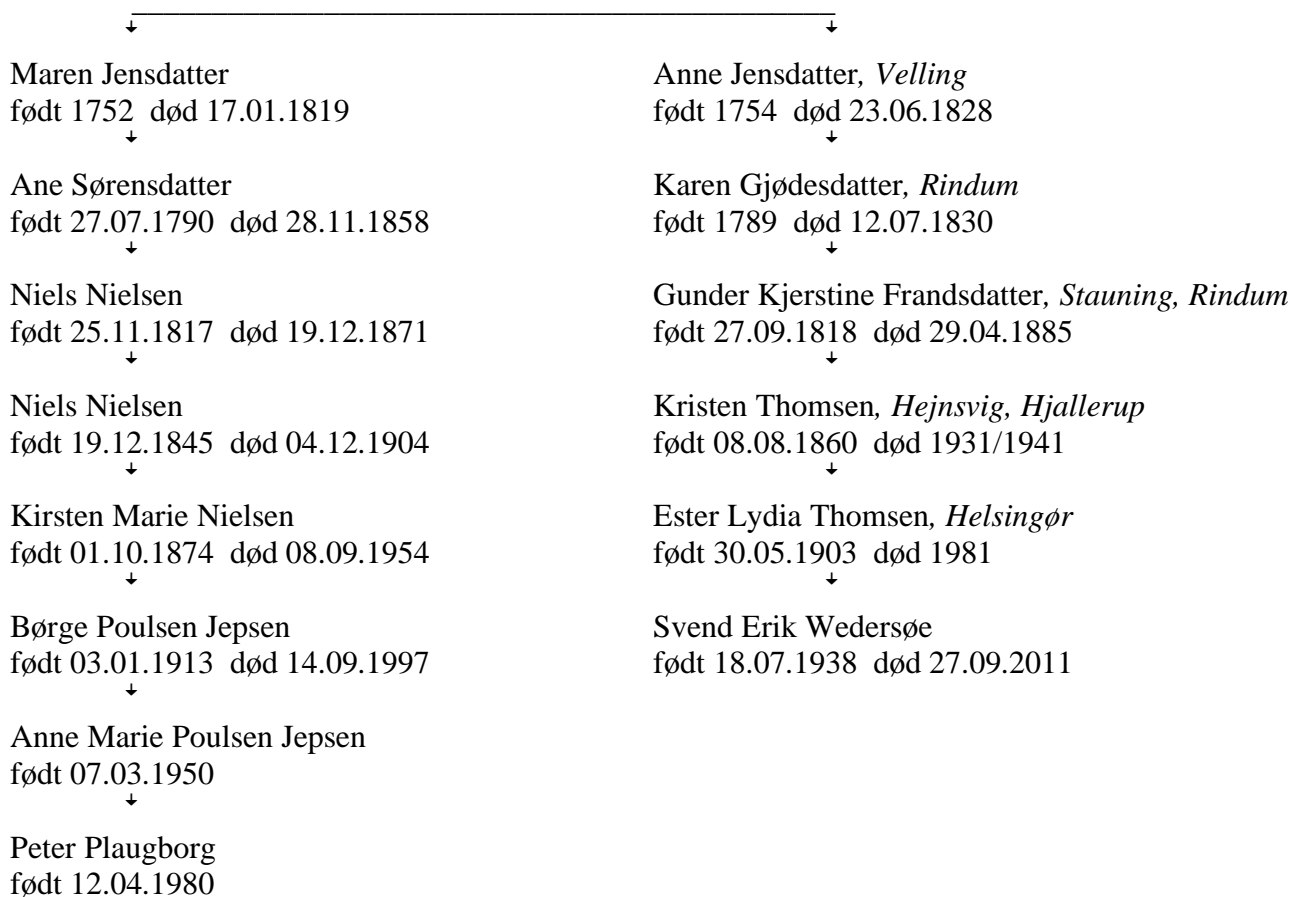 Maren Jensdatter
født 1752 død 17.01.1819
Ane Sørensdatter
født 27.07.1790 død 28.11.1858
Niels Nielsen
født 25.11.1817 død 19.12.1871
Niels Nielsen
født 19.12.1845 død 04.12.1904
Kirsten Marie Nielsen
født 01.10.1874 død 08.09.1954
Børge Poulsen Jepsen
født 03.01.1913 død 14.09.1997
Anne Marie Poulsen Jepsen
født 07.03.1950
Peter Plaugborg
født 12.04.1980
Anne Jensdatter, Velling
født 1754 død 23.06.1828
Karen Gjødesdatter, Rindum
født 1789 død 12.07.1830
Gunder Kjerstine Frandsdatter, Stauning, Rindum
født 27.09.1818 død 29.04.1885
Kristen Thomsen, Hejnsvig, Hjallerup
født 08.08.1860 død 1931/1941
Ester Lydia Thomsen, Helsingør
født 30.05.1903 død 1981
Svend Erik Wedersøe
født 18.07.1938 død 27.09.2011